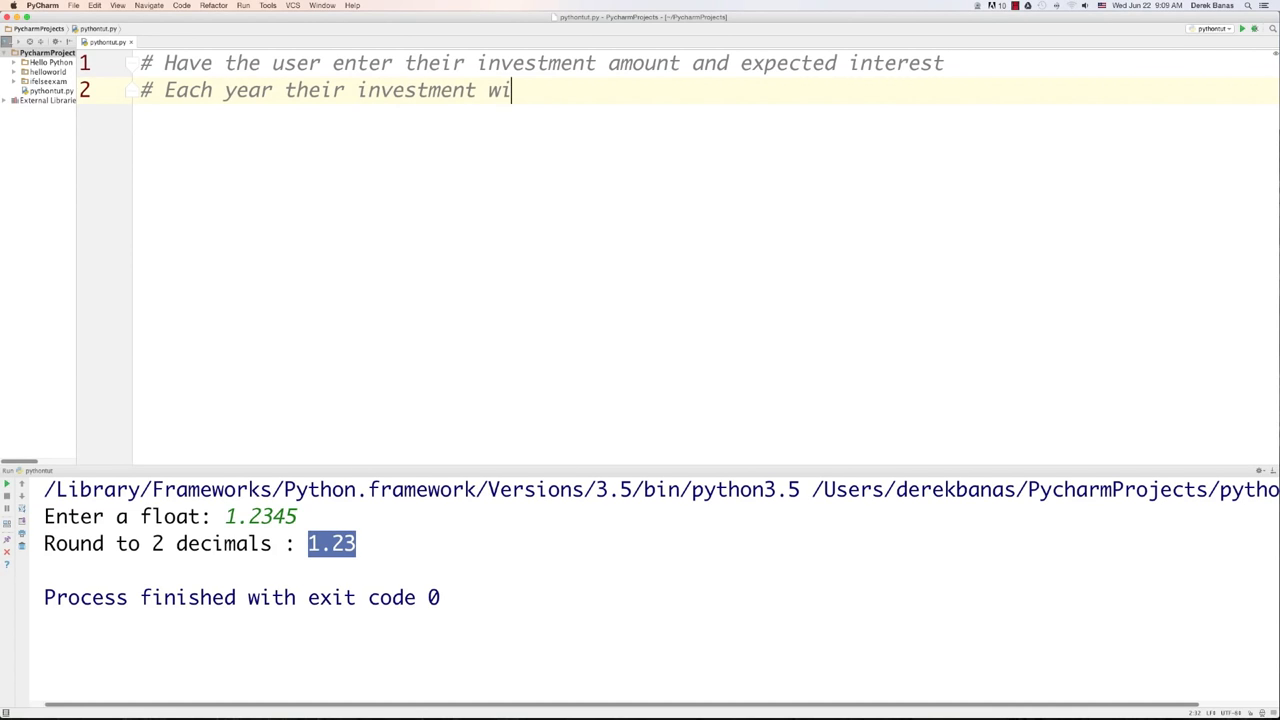 PyCharm File Edit View Navigate Code Refactor Run Tools VCS Window Help 10 Wed Jun 22 9:09 AM Derek Banas
pythontut.py - PycharmProjects - [~/PycharmProjects]
PycharmProjects pythontut.py pythontut
pythontut.py
PycharmProject
Hello Python
helloworld
ifelseexam
pythontut.py
External Librarie
1 # Have the user enter their investment amount and expected interest
2 # Each year their investment wi
Run pythontut
/Library/Frameworks/Python.framework/Versions/3.5/bin/python3.5 /Users/derekbanas/PycharmProjects/pytho
Enter a float: 1.2345
Round to 2 decimals : 1.23
Process finished with exit code 0
2:32 LF÷ UTF-8÷